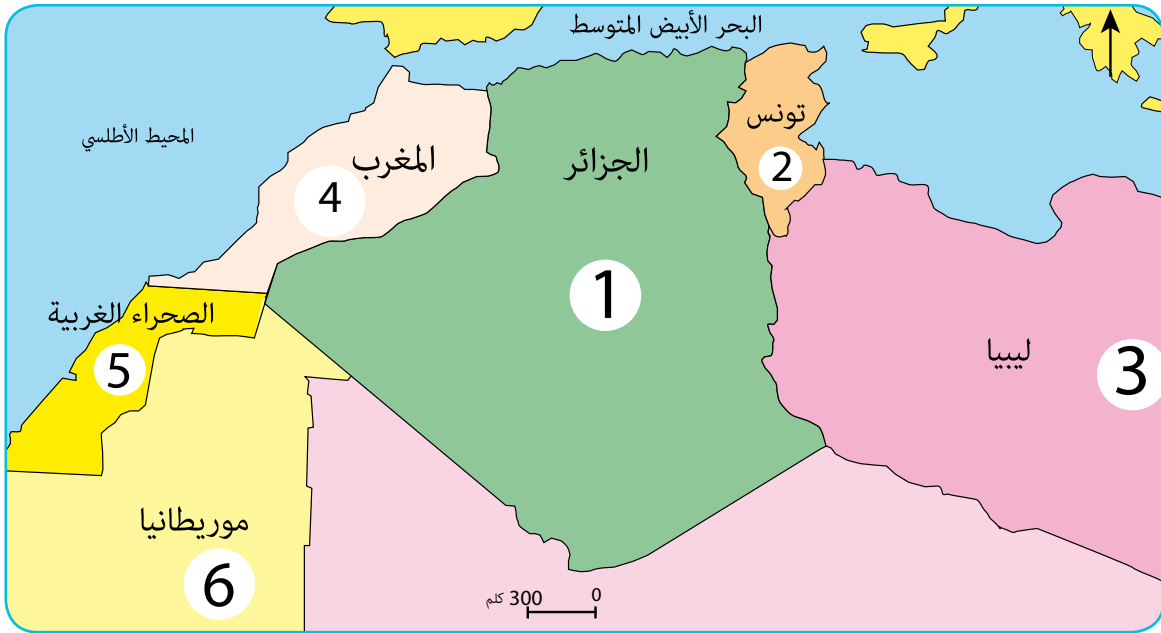 البحر الأبيض المتوسط
المحيط الأطلسي
تونس
2
الجزائر
المغرب
4
1
الصحراء الغربية
5
ليبيا
3
موريطانيا
6
300 كلم
0